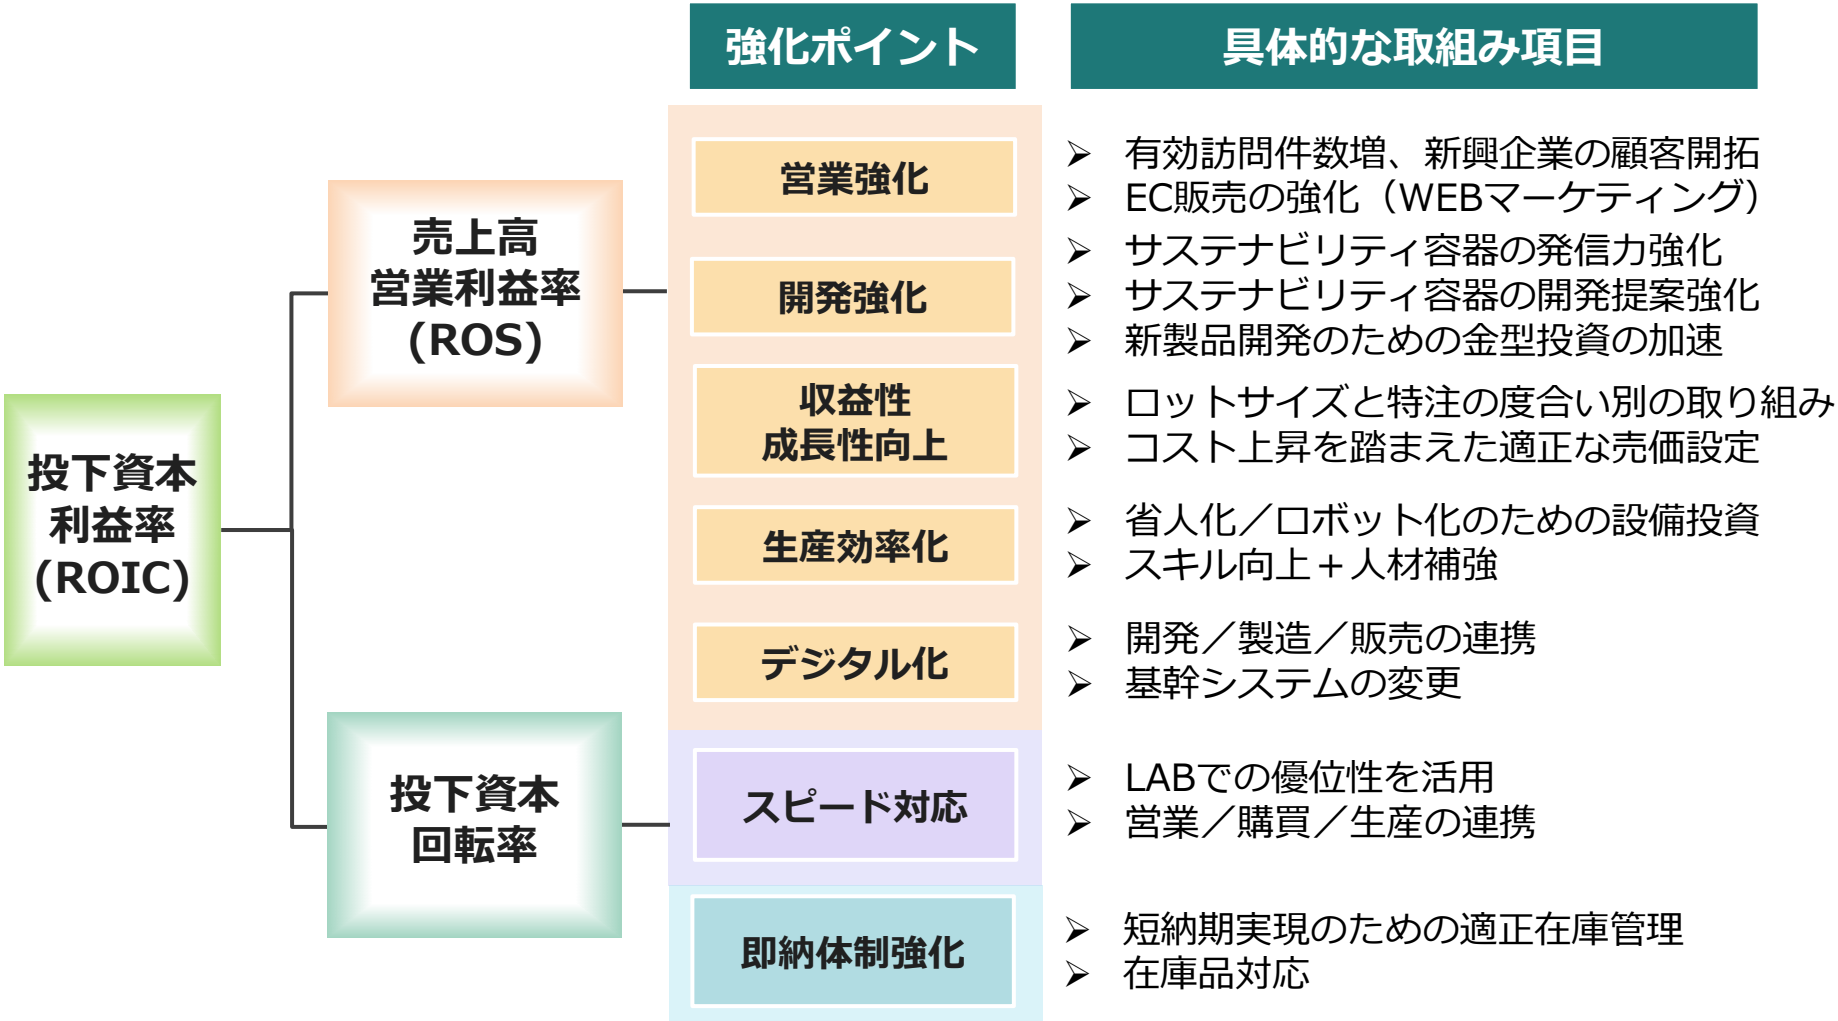 強化ポイント
具体的な取組み項目
投下資本
利益率
(ROIC)
売上高
営業利益率
(ROS)
営業強化
➢ 有効訪問件数増、新興企業の顧客開拓
➢ EC販売の強化（WEBマーケティング）
開発強化
➢ サステナビリティ容器の発信力強化
➢ サステナビリティ容器の開発提案強化
➢ 新製品開発のための金型投資の加速
収益性
成長性向上
➢ ロットサイズと特注の度合い別の取り組み
➢ コスト上昇を踏まえた適正な売価設定
生産効率化
➢ 省人化／ロボット化のための設備投資
➢ スキル向上＋人材補強
デジタル化
➢ 開発／製造／販売の連携
➢ 基幹システムの変更
投下資本
回転率
スピード対応
➢ LABでの優位性を活用
➢ 営業／購買／生産の連携
即納体制強化
➢ 短納期実現のための適正在庫管理
➢ 在庫品対応